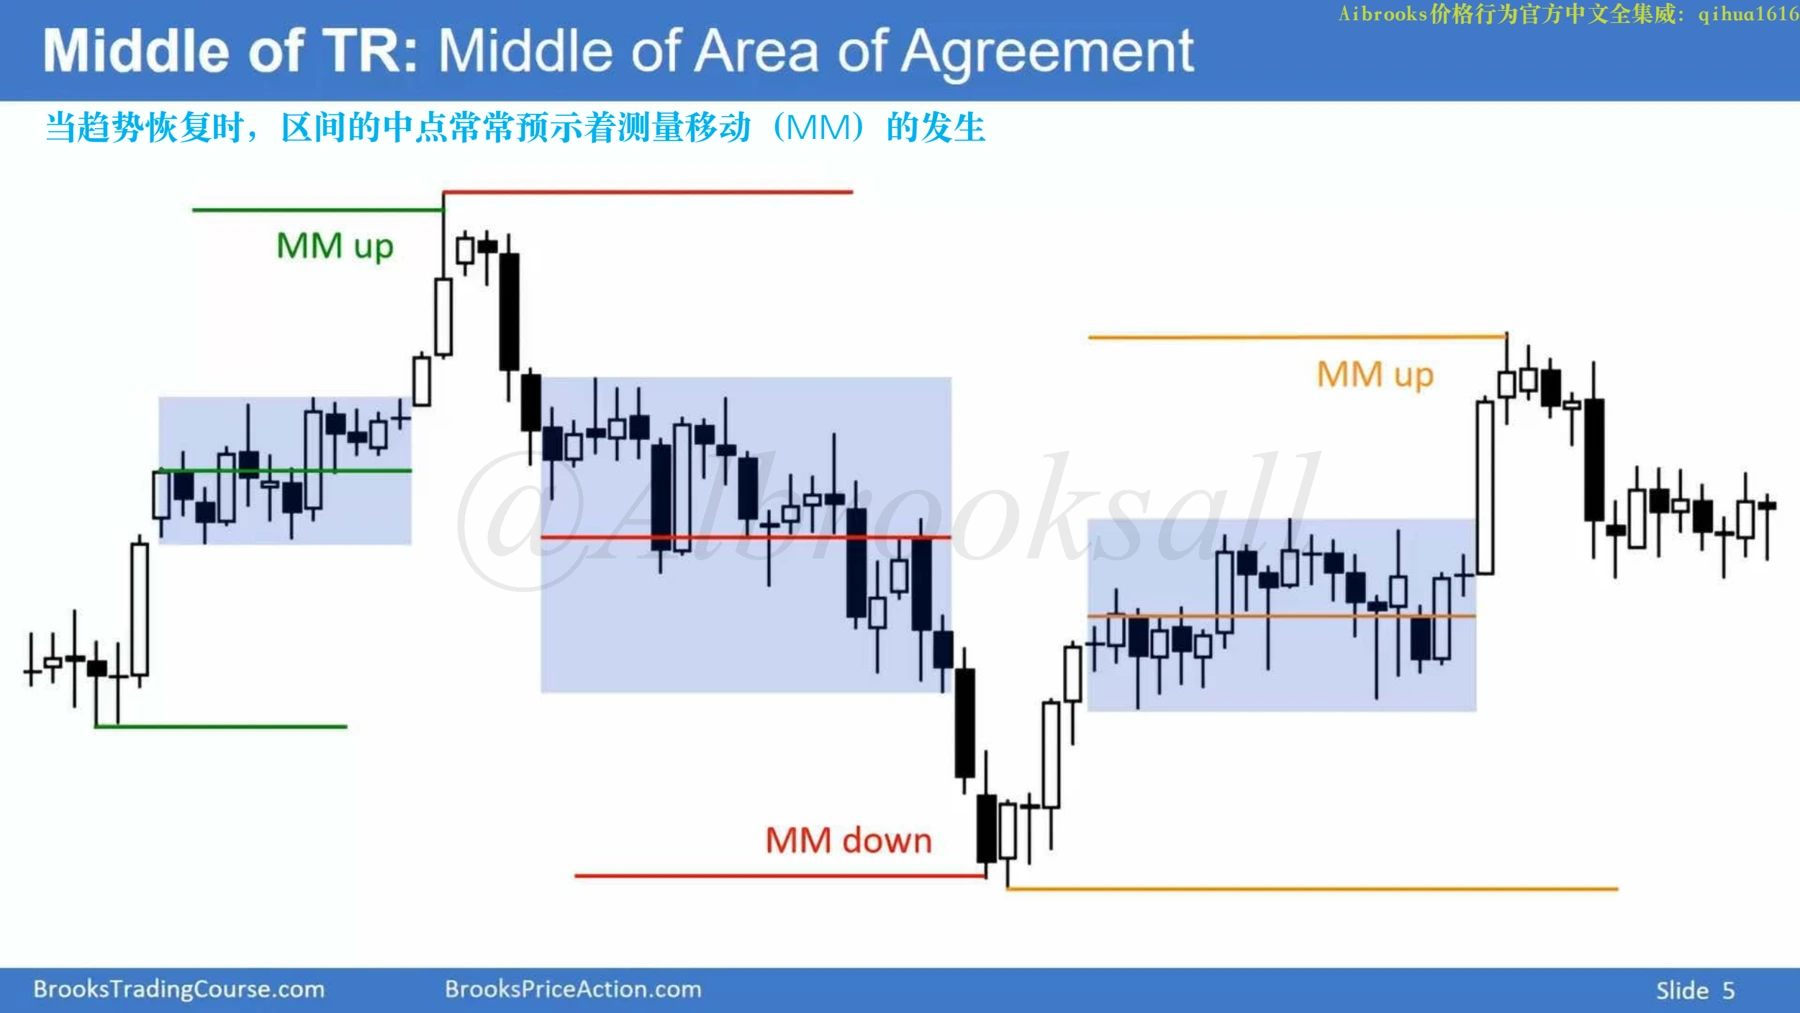 Aibrooks价格行为官方中文全集威：qihua1616
Middle of TR: Middle of Area of Agreement
当趋势恢复时，区间的中点常常预示着测量移动（MM）的发生
MM up
MM up
@Albrooksall
MM down
BrooksTradingCourse.com
BrooksPriceAction.com
Slide 5